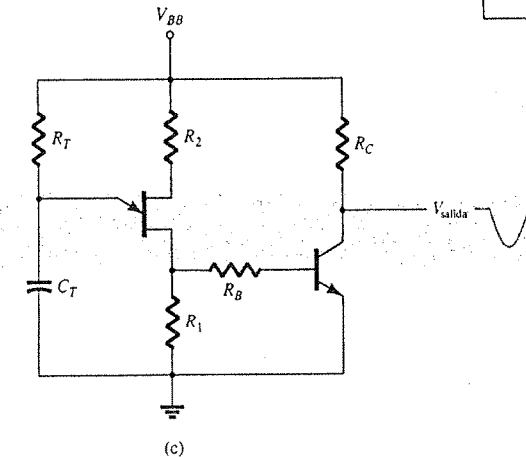 V_BB
R_T
R_2
R_C
V_salida
C_T
R_B
R_1
(c)